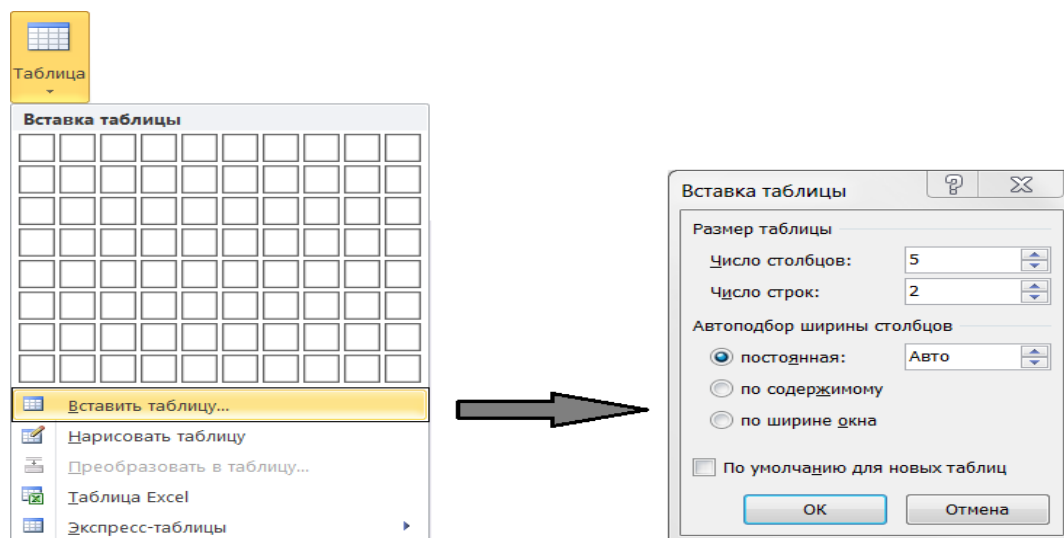 Таблица
Вставка таблицы
Вставить таблицу...
Нарисовать таблицу
Преобразовать в таблицу...
Таблица Excel
Экспресс-таблицы
Вставка таблицы
Размер таблицы
Число столбцов: 5
Число строк: 2
Автоподбор ширины столбцов
постоянная: Авто
по содержимому
по ширине окна
По умолчанию для новых таблиц
ОК Отмена